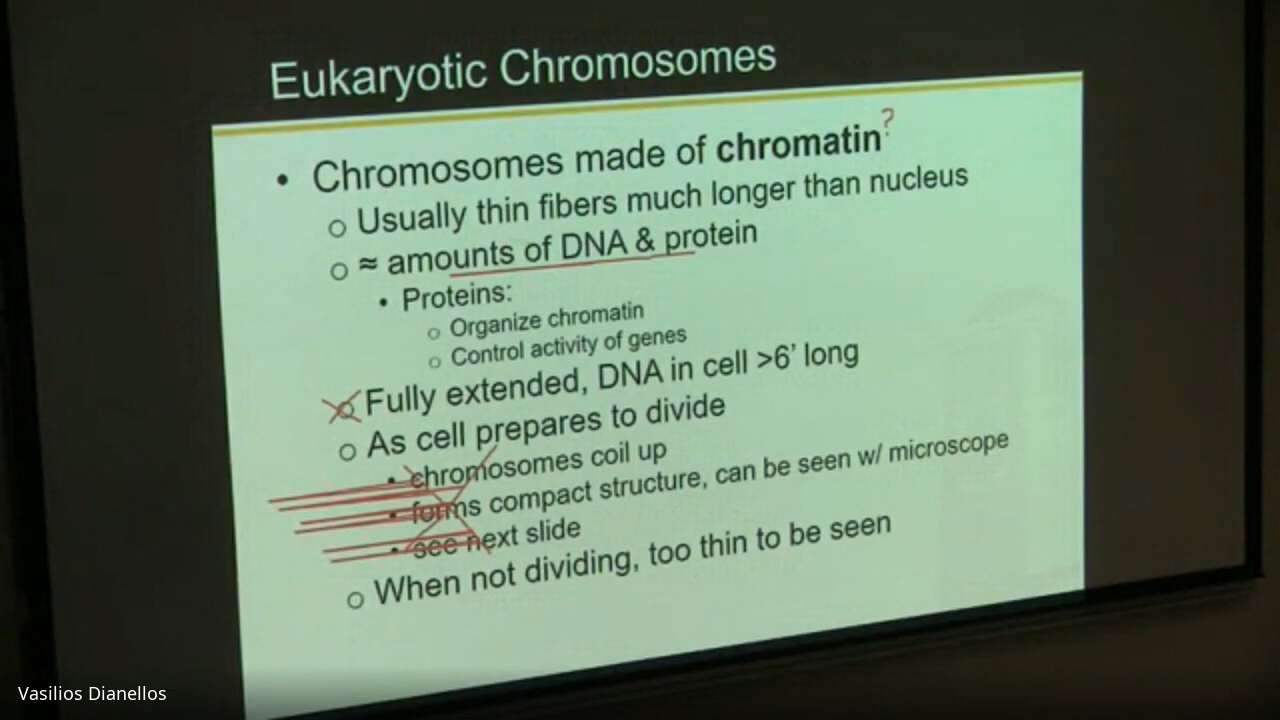 Eukaryotic Chromosomes
• Chromosomes made of chromatin?
o Usually thin fibers much longer than nucleus
o ≈ amounts of DNA & protein
• Proteins:
o Organize chromatin
o Control activity of genes
o Fully extended, DNA in cell >6' long
o As cell prepares to divide
• chromosomes coil up
• forms compact structure, can be seen w/ microscope
• see next slide
o When not dividing, too thin to be seen
Vasilios Dianellos